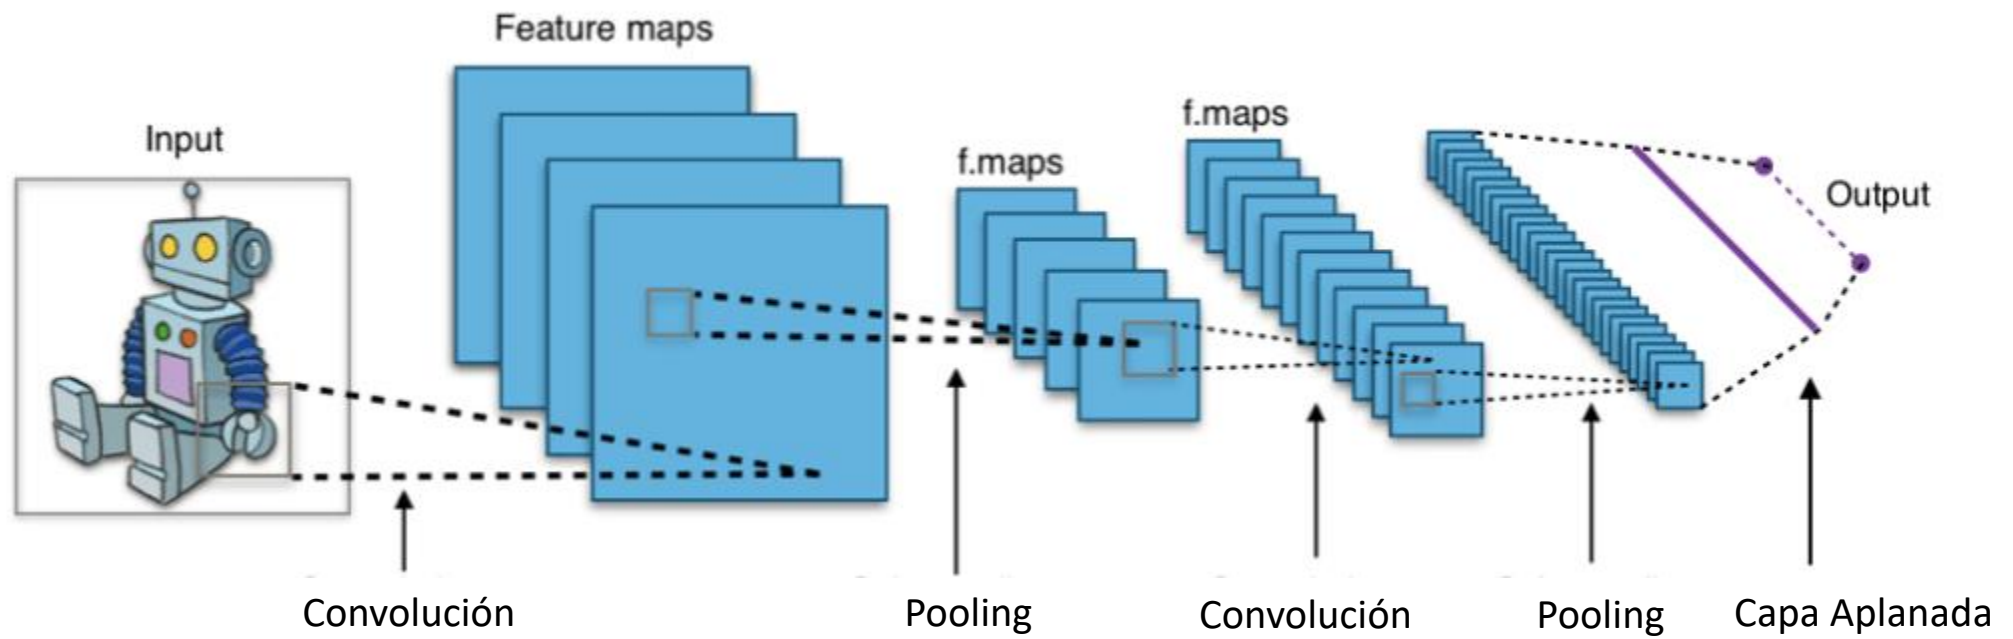 Feature maps
f.maps
Input
f.maps
Output
Convolución
Pooling
Convolución
Pooling
Capa Aplanada